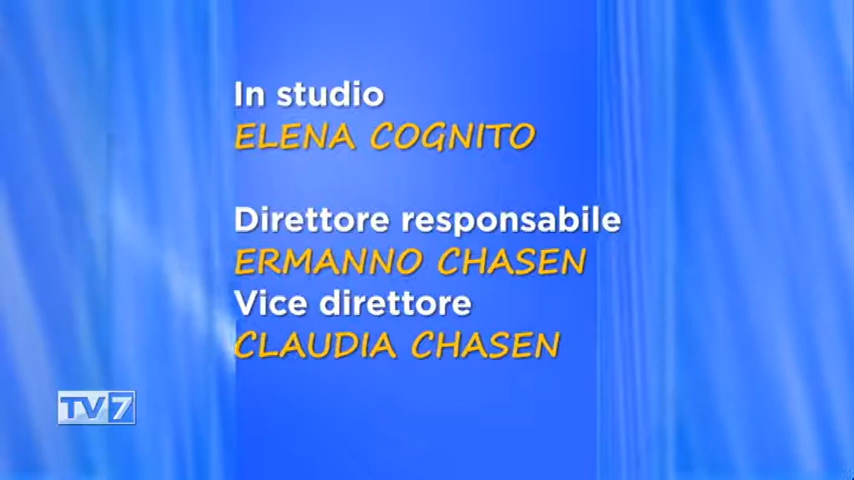 In studio
ELENA COGNITO
Direttore responsabile
ERMANNO CHASEN
Vice direttore
CLAUDIA CHASEN
TV7